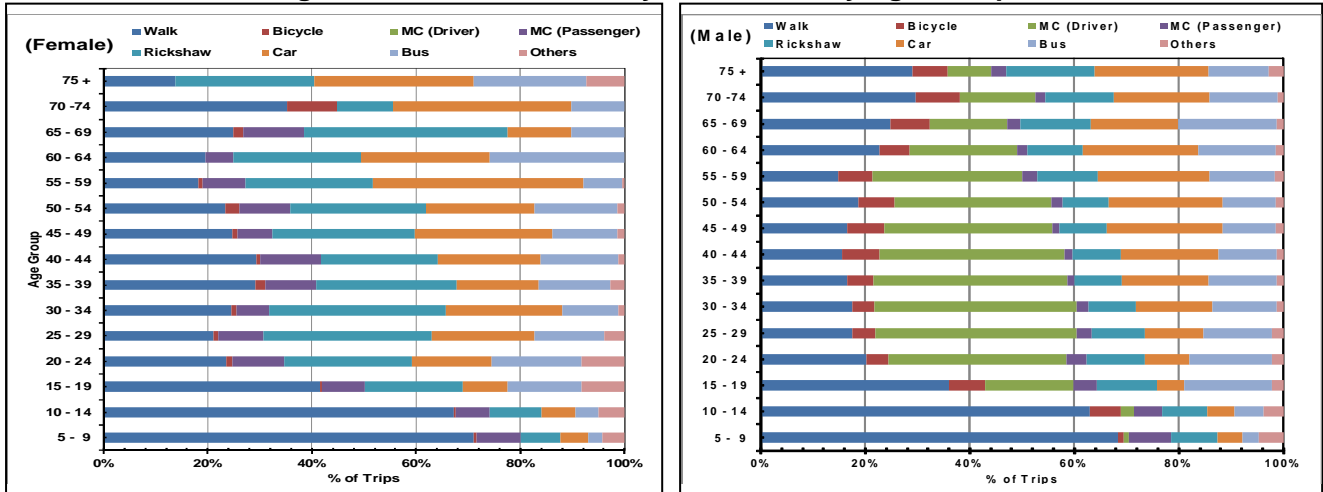 (Female)
Walk Bicycle MC (Driver) MC (Passenger)
Rickshaw Car Bus Others
Age Group
75 +
70 -74
65 - 69
60 - 64
55 - 59
50 - 54
45 - 49
40 - 44
35 - 39
30 - 34
25 - 29
20 - 24
15 - 19
10 - 14
5 - 9
0% 20% 40% 60% 80% 100%
% of Trips
(Male)
Walk Bicycle MC (Driver) MC (Passenger)
Rickshaw Car Bus Others
75 +
70 -74
65 - 69
60 - 64
55 - 59
50 - 54
45 - 49
40 - 44
35 - 39
30 - 34
25 - 29
20 - 24
15 - 19
10 - 14
5 - 9
0% 20% 40% 60% 80% 100%
% of Trips